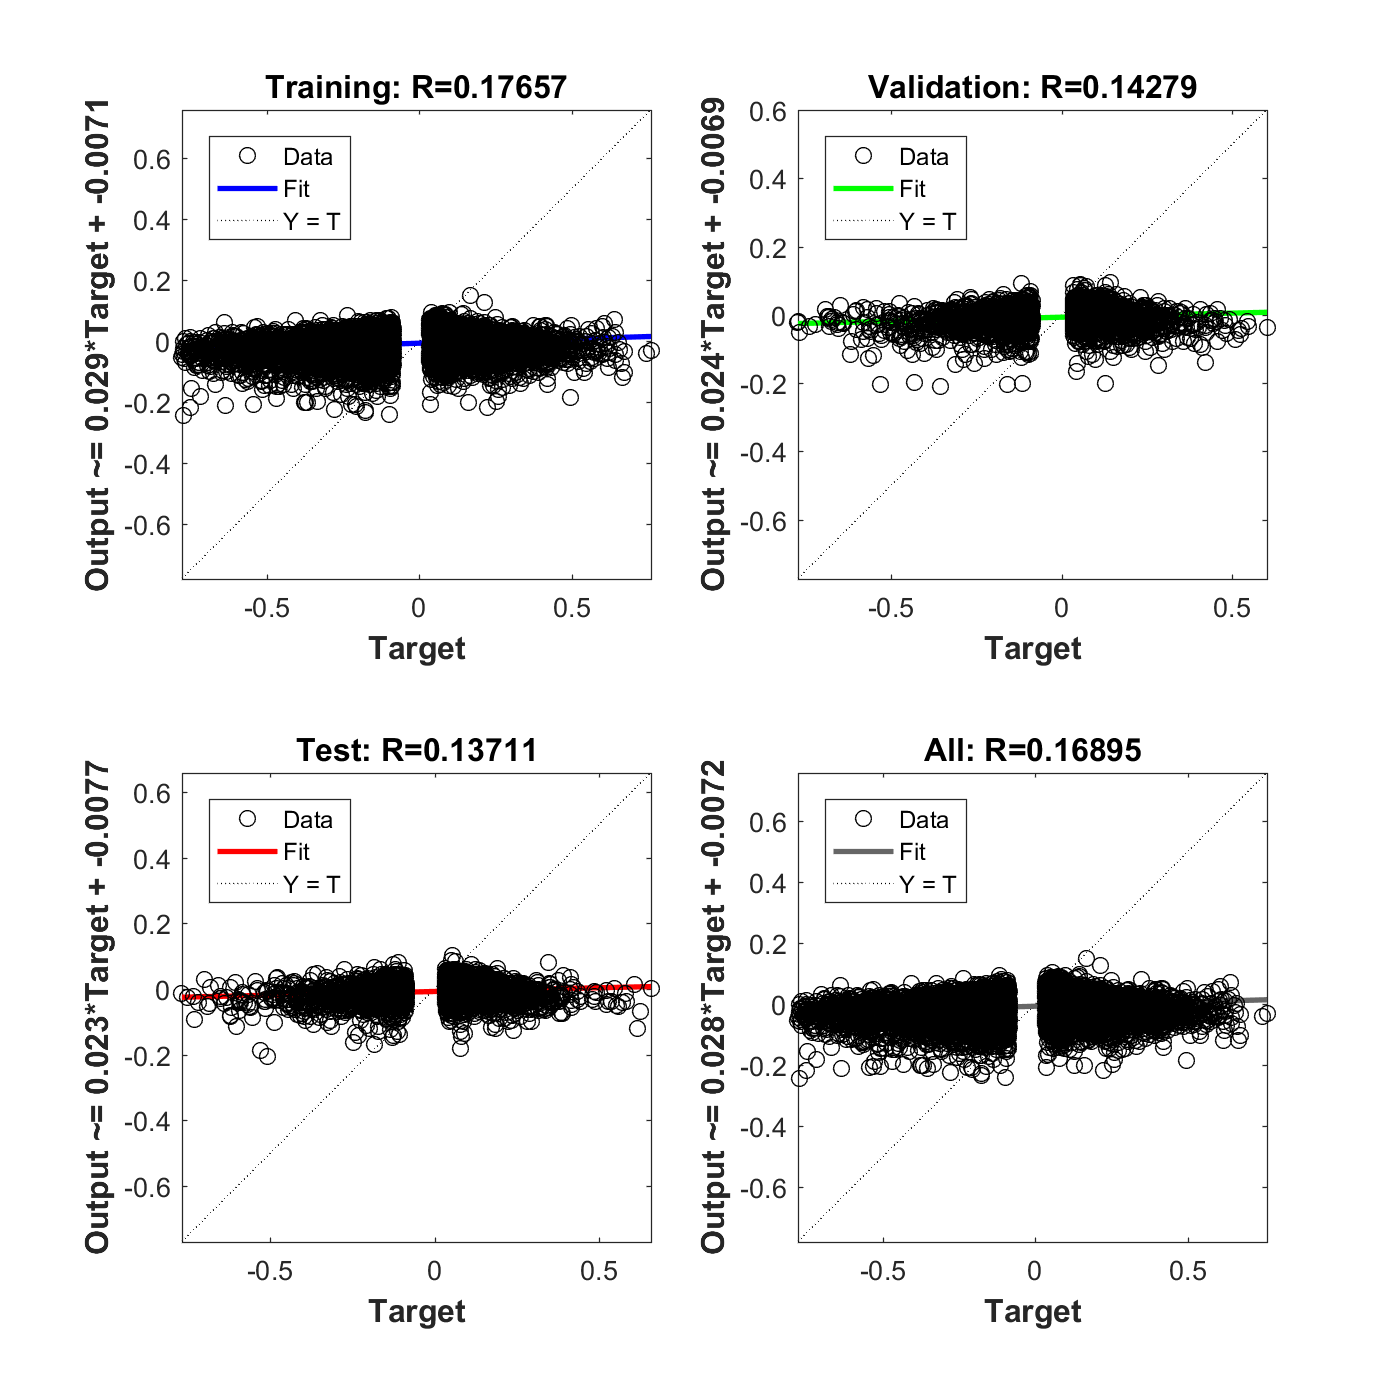 Training: R=0.17657
Output ~= 0.029*Target + -0.0071
0.6
0.4
0.2
0
-0.2
-0.4
-0.6
Data
Fit
Y = T
-0.5
0
0.5
Target
Validation: R=0.14279
Output ~= 0.024*Target + -0.0069
0.6
0.4
0.2
0
-0.2
-0.4
-0.6
Data
Fit
Y = T
-0.5
0
0.5
Target
Test: R=0.13711
Output ~= 0.023*Target + -0.0077
0.6
0.4
0.2
0
-0.2
-0.4
-0.6
Data
Fit
Y = T
-0.5
0
0.5
Target
All: R=0.16895
Output ~= 0.028*Target + -0.0072
0.6
0.4
0.2
0
-0.2
-0.4
-0.6
Data
Fit
Y = T
-0.5
0
0.5
Target